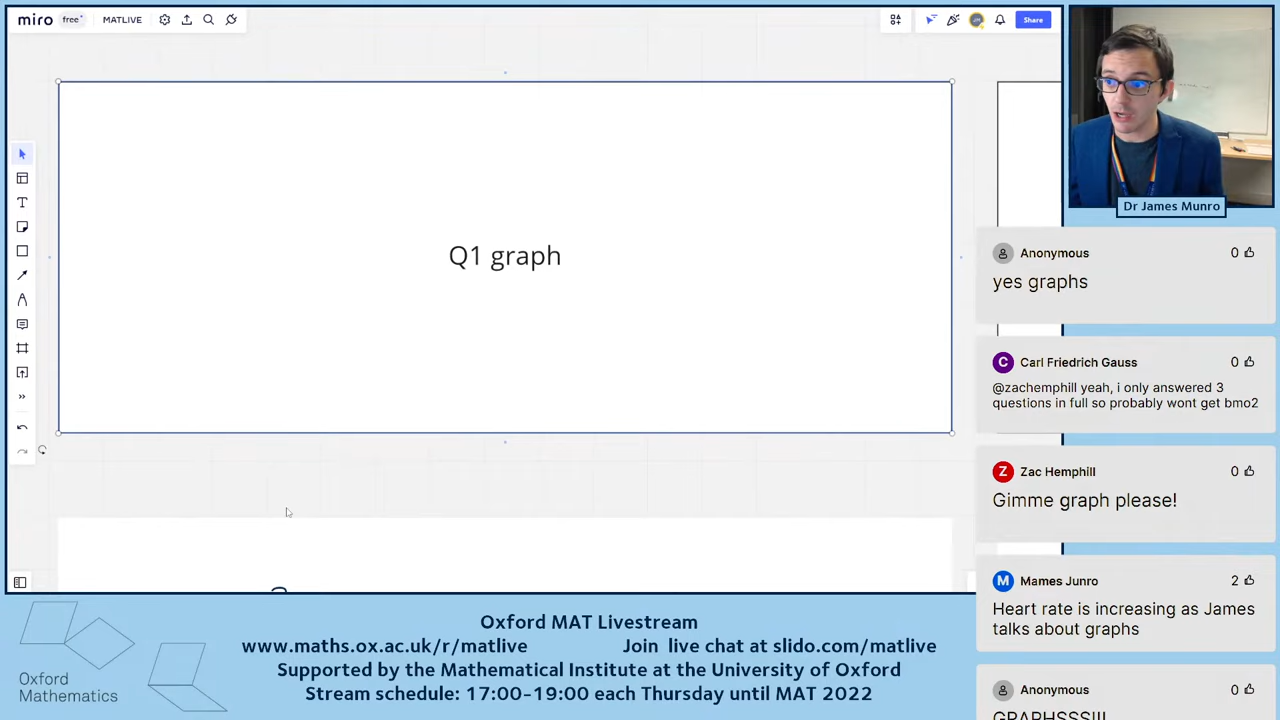 miro free MATLIVE Share
Q1 graph
Dr James Munro
Anonymous 0
yes graphs
Carl Friedrich Gauss 0
@zachemphill yeah, i only answered 3
questions in full so probably wont get bmo2
Z Zac Hemphill 0
Gimme graph please!
M Mames Junro 2
Heart rate is increasing as James
talks about graphs
Anonymous 0
GRAPHSSS!!!
Oxford MAT Livestream
www.maths.ox.ac.uk/r/matlive Join live chat at slido.com/matlive
Supported by the Mathematical Institute at the University of Oxford
Stream schedule: 17:00-19:00 each Thursday until MAT 2022
Oxford
Mathematics